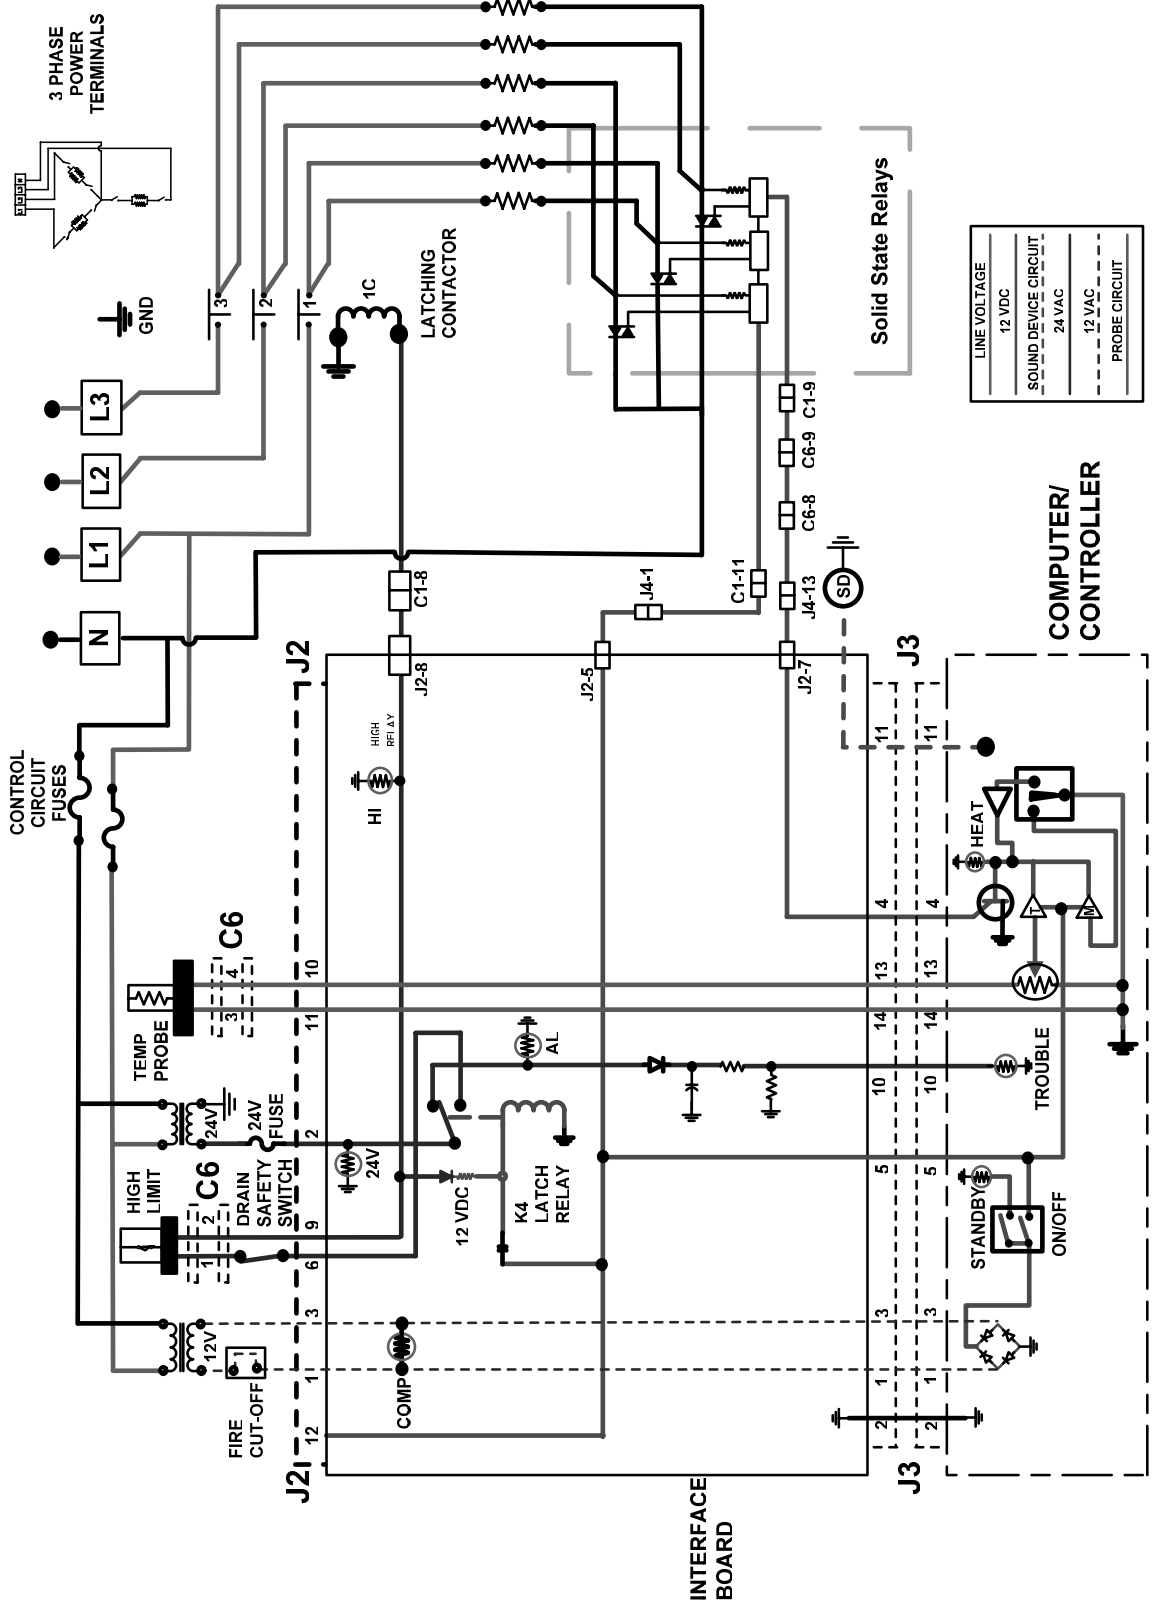 3 PHASE
POWER
TERMINALS
GND
L3
L2
L1
N
3
2
1
1C
LATCHING
CONTACTOR
Solid State Relays
LINE VOLTAGE
12 VDC
SOUND DEVICE CIRCUIT
24 VAC
12 VAC
PROBE CIRCUIT
C1-9
C6-9
C6-8
C1-8
J4-1
C1-11
J4-13
SD
COMPUTER/
CONTROLLER
J2
J2-8
J2-5
J2-7
J3
CONTROL
CIRCUIT
FUSES
HIGH
RELAY
HI
11
11
HEAT
C6
4
3
10
11
4
4
T
M
13
13
14
14
TEMP
PROBE
AL
24V
24V
FUSE
2
24V
10
10
TROUBLE
HIGH
LIMIT
C6
2
1
DRAIN
SAFETY
SWITCH
9
6
12 VDC
K4
LATCH
RELAY
5
5
STANDBY
ON/OFF
12V
3
1
3
3
1
1
FIRE
CUT-OFF
COMP
12
2
2
J2
J3
INTERFACE
BOARD